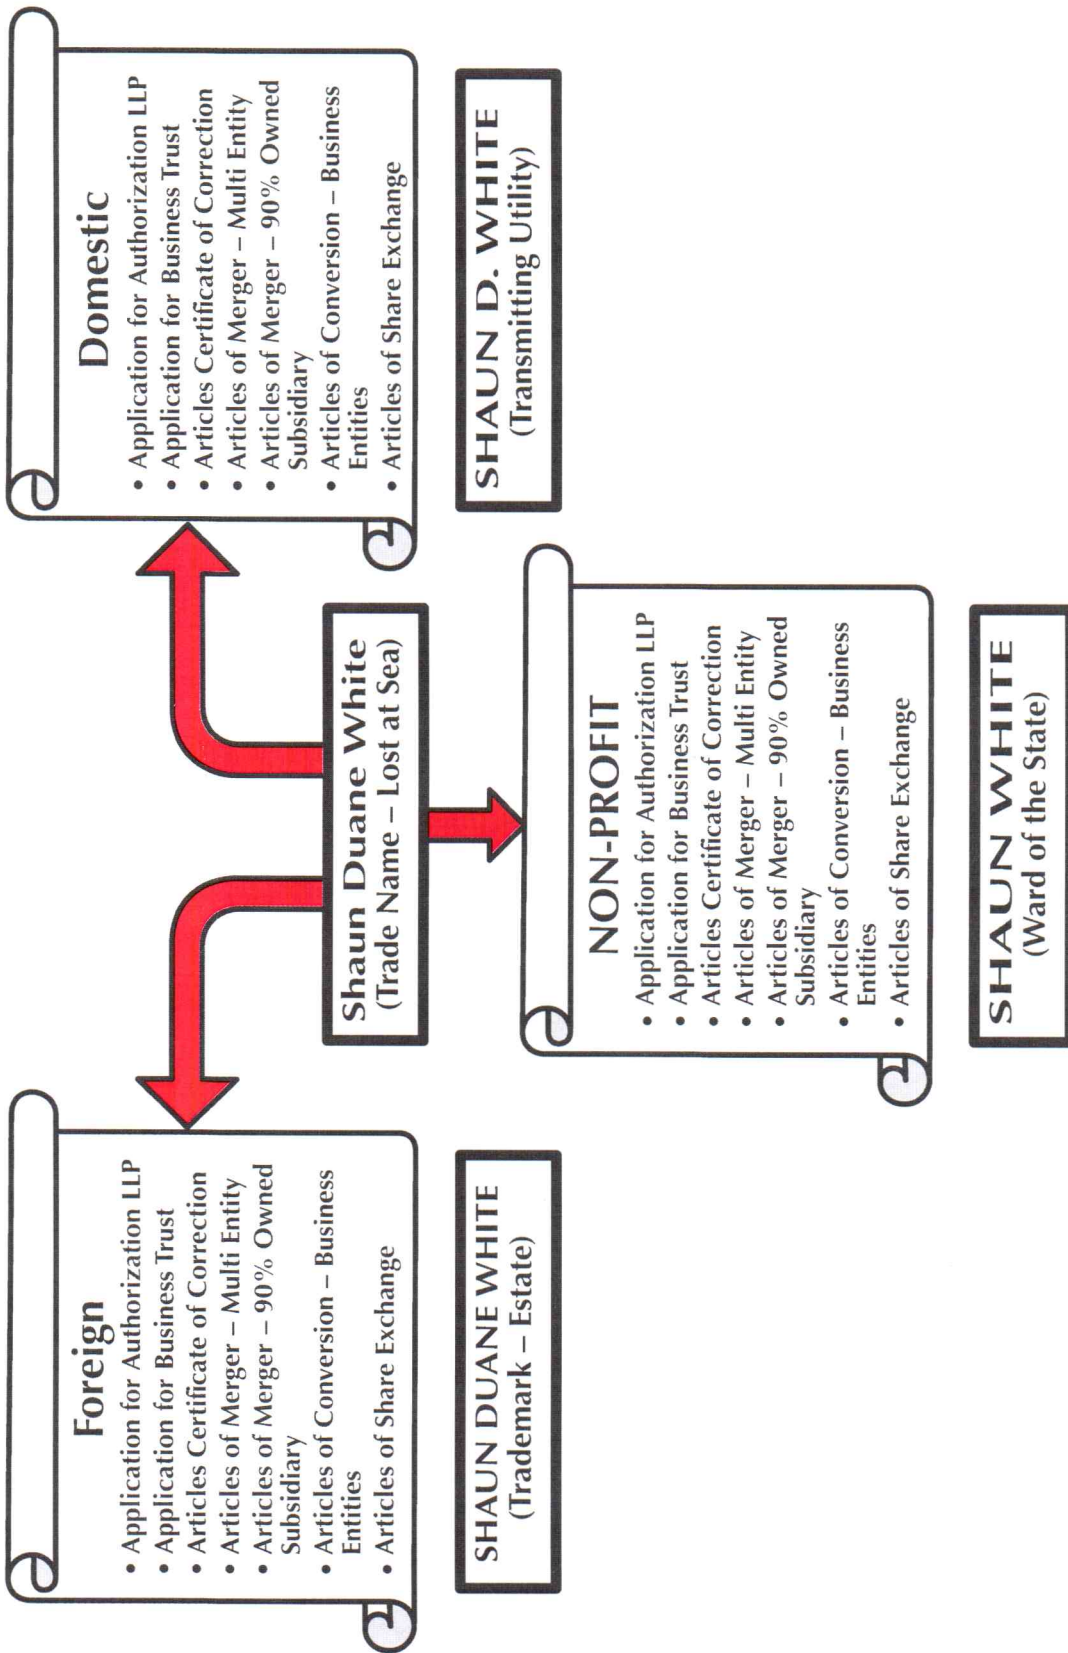 Foreign
• Application for Authorization LLP
• Application for Business Trust
• Articles Certificate of Correction
• Articles of Merger – Multi Entity
• Articles of Merger – 90% Owned
Subsidiary
• Articles of Conversion – Business
Entities
• Articles of Share Exchange
SHAUN DUANE WHITE
(Trademark – Estate)
Shaun Duane White
(Trade Name – Lost at Sea)
Domestic
• Application for Authorization LLP
• Application for Business Trust
• Articles Certificate of Correction
• Articles of Merger – Multi Entity
• Articles of Merger – 90% Owned
Subsidiary
• Articles of Conversion – Business
Entities
• Articles of Share Exchange
SHAUN D. WHITE
(Transmitting Utility)
NON-PROFIT
• Application for Authorization LLP
• Application for Business Trust
• Articles Certificate of Correction
• Articles of Merger – Multi Entity
• Articles of Merger – 90% Owned
Subsidiary
• Articles of Conversion – Business
Entities
• Articles of Share Exchange
SHAUN WHITE
(Ward of the State)